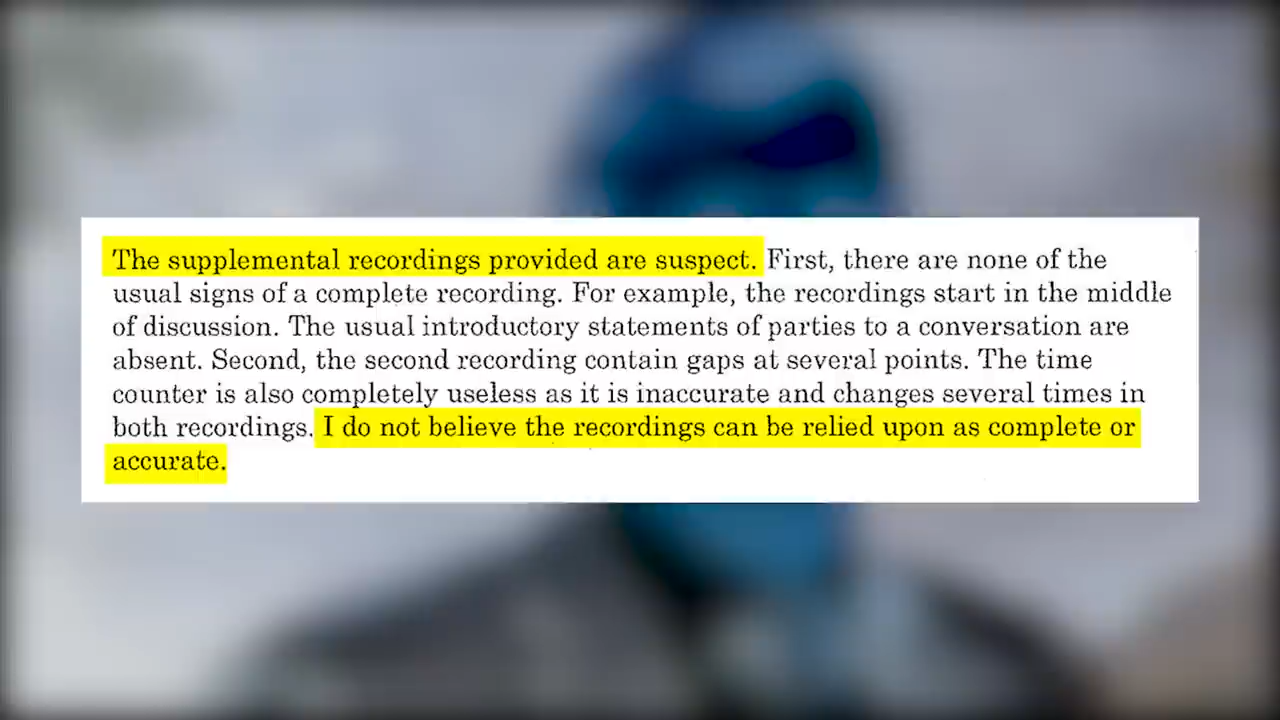 The supplemental recordings provided are suspect. First, there are none of the
usual signs of a complete recording. For example, the recordings start in the middle
of discussion. The usual introductory statements of parties to a conversation are
absent. Second, the second recording contain gaps at several points. The time
counter is also completely useless as it is inaccurate and changes several times in
both recordings. I do not believe the recordings can be relied upon as complete or
accurate.